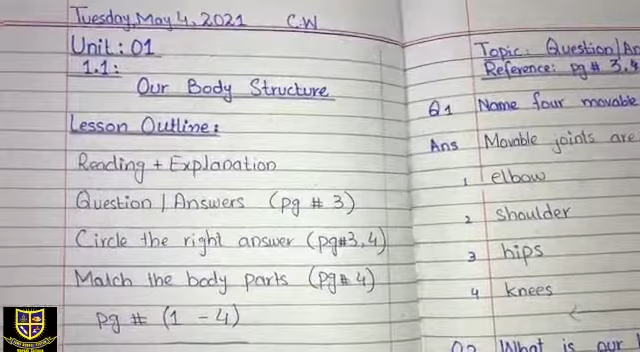 Tuesday, May 4, 2021 C.W
Unit: 01
1.1:
Our Body Structure
Lesson Outline:
Reading + Explanation
Question / Answers (pg # 3)
Circle the right answer (pg#3,4)
Match the body parts (pg# 4)
pg # (1 - 4)
Topic: Question/An
Reference: pg # 3,4
Q1 Name four movable
Ans Movable joints are
1 elbow
2 shoulder
3 hips
4 knees
Q2 What is our